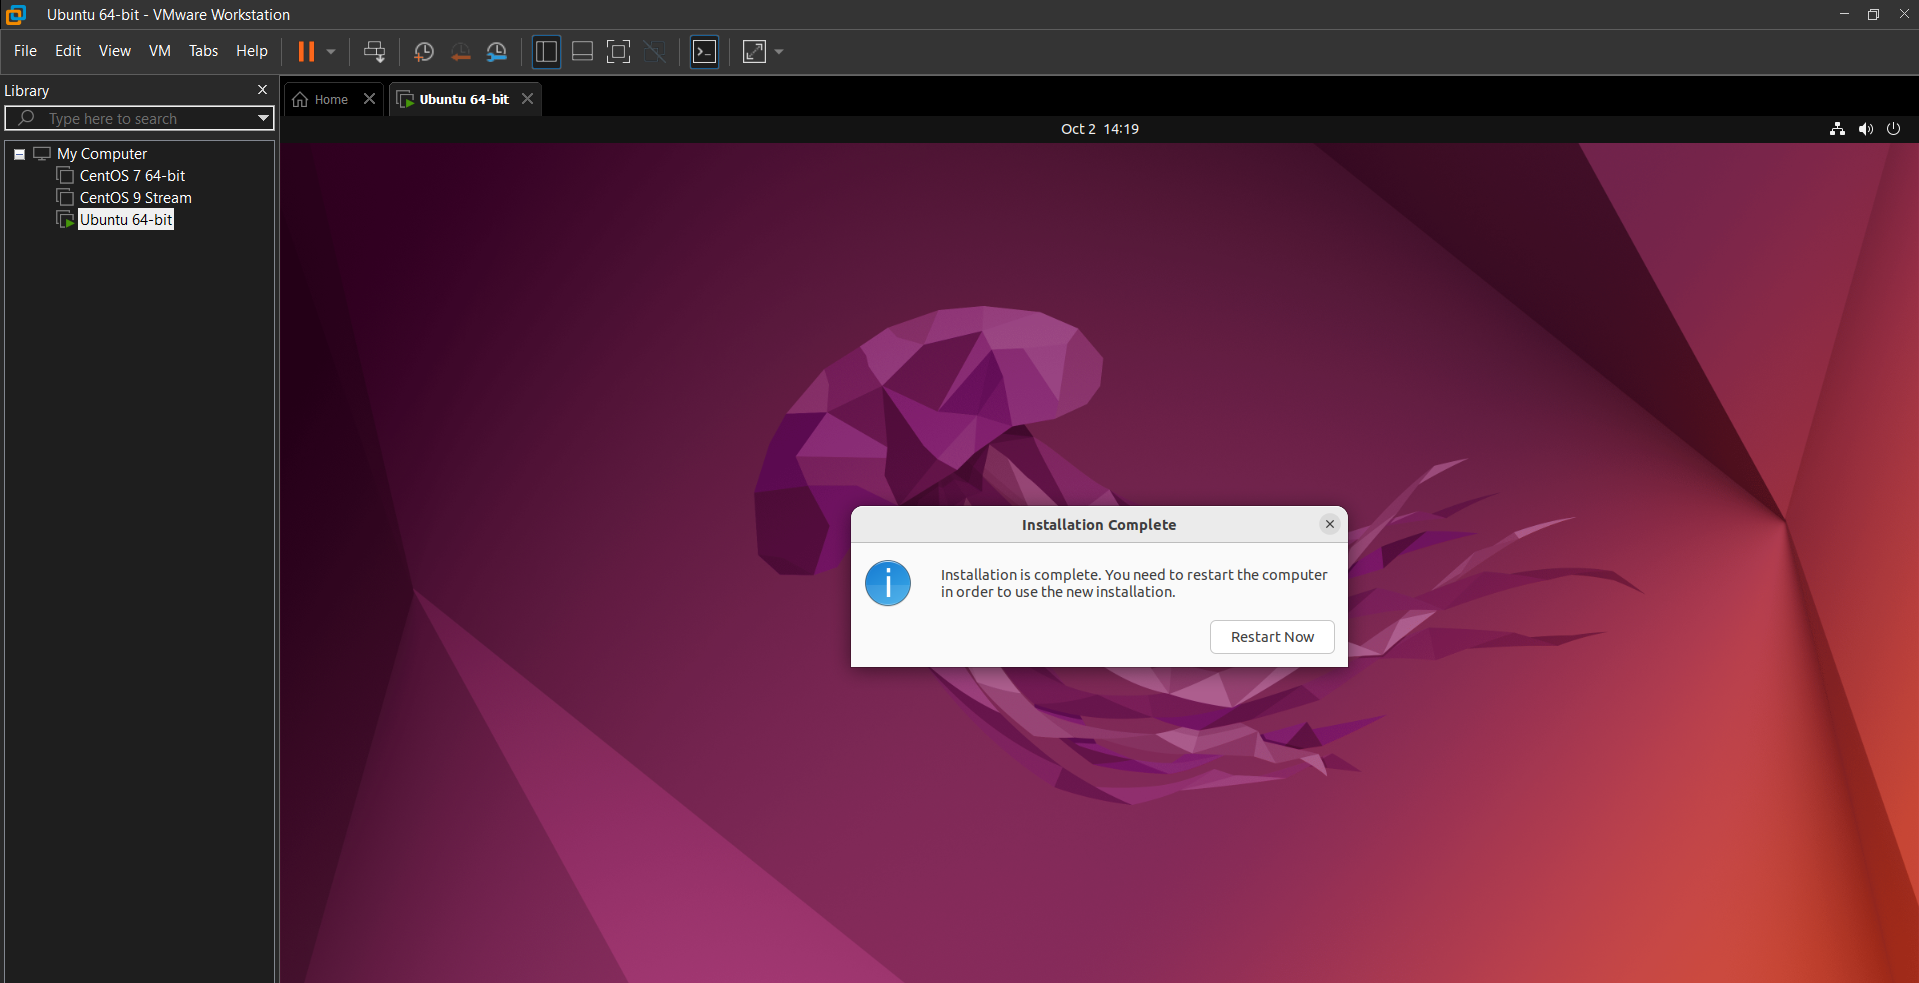 Ubuntu 64-bit - VMware Workstation
File Edit View VM Tabs Help
Library
Home
Ubuntu 64-bit
Type here to search
Oct 2 14:19
My Computer
CentOS 7 64-bit
CentOS 9 Stream
Ubuntu 64-bit
Installation Complete
Installation is complete. You need to restart the computer
in order to use the new installation.
Restart Now